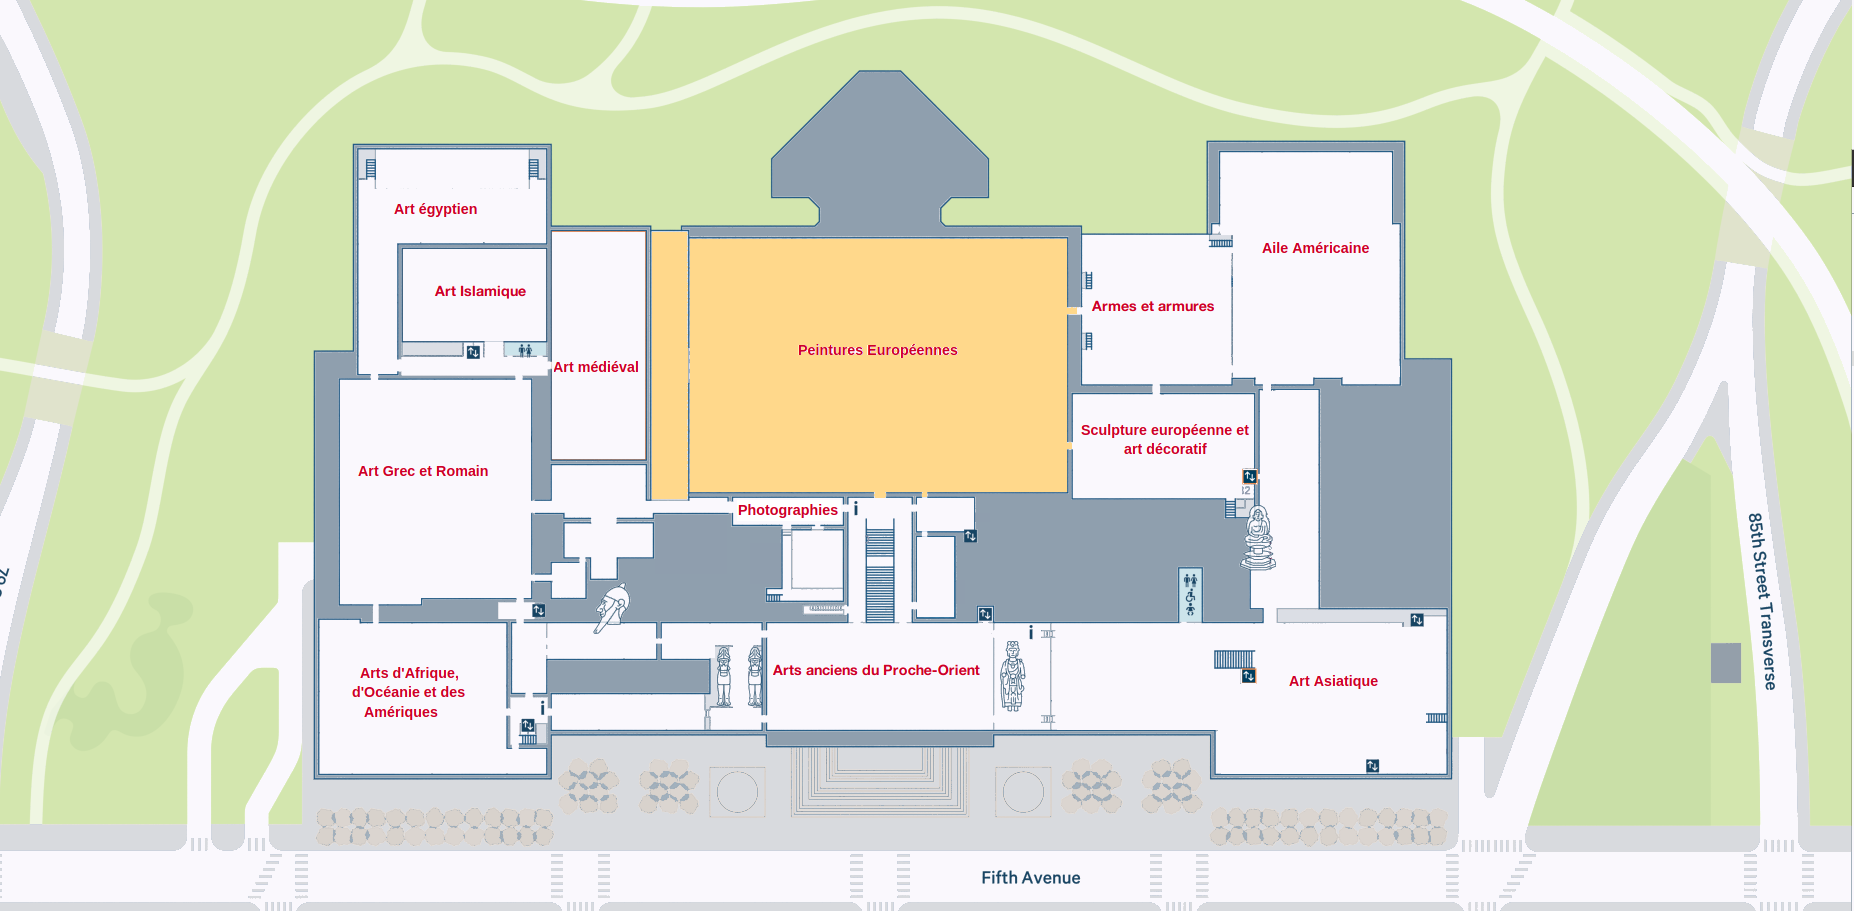 Art égyptien
Aile Américaine
Art Islamique
Armes et armures
Peintures Européennes
Art médiéval
Sculpture européenne et
art décoratif
Art Grec et Romain
Photographies
i
85th Street Transverse
i
Arts d'Afrique,
d'Océanie et des
Amériques
Arts anciens du Proche-Orient
Art Asiatique
i
Fifth Avenue